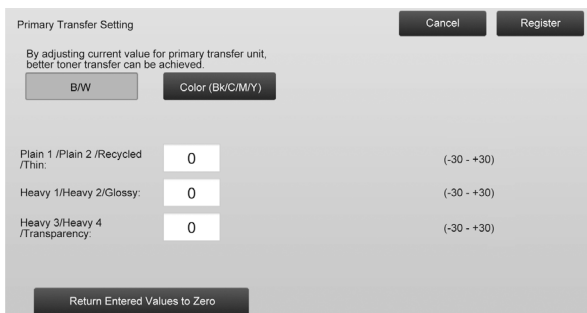 Primary Transfer Setting
Cancel
Register
By adjusting current value for primary transfer unit,
better toner transfer can be achieved.
B/W
Color (Bk/C/M/Y)
Plain 1 /Plain 2 /Recycled
/Thin:
0
(-30 - +30)
Heavy 1/Heavy 2/Glossy:
0
(-30 - +30)
Heavy 3/Heavy 4
/Transparency:
0
(-30 - +30)
Return Entered Values to Zero